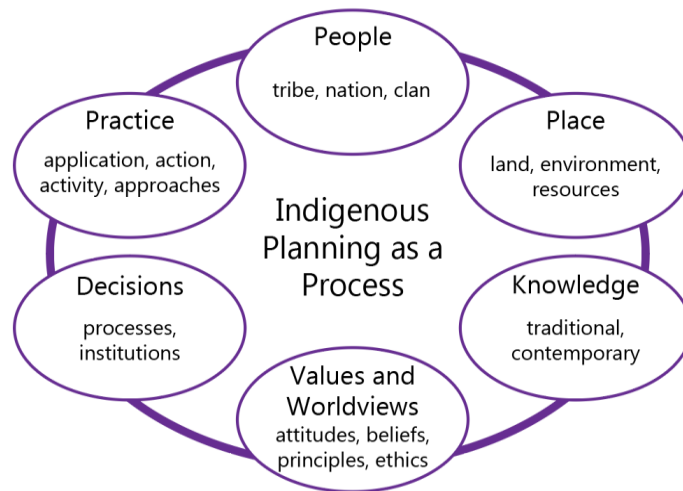 People
tribe, nation, clan
Place
land, environment,
resources
Knowledge
traditional,
contemporary
Values and
Worldviews
attitudes, beliefs,
principles, ethics
Decisions
processes,
institutions
Practice
application, action,
activity, approaches
Indigenous
Planning as a
Process